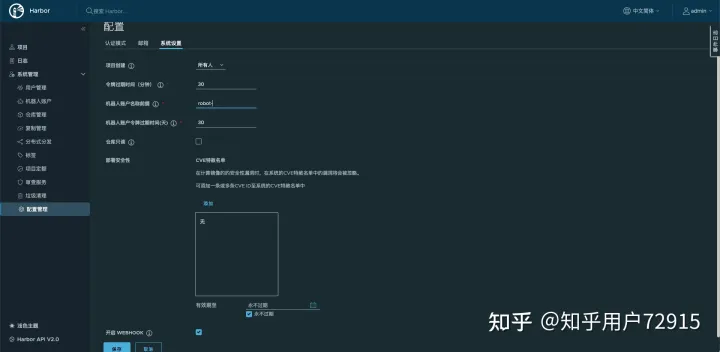 Harbor
搜索 Harbor...
中文简体
admin
配置
认证模式
邮箱
系统设置
项目
日志
系统管理
用户管理
机器人账户
仓库管理
复制管理
分布式分发
标签
项目定额
审查服务
垃圾清理
配置管理
浅色主题
Harbor API V2.0
项目创建
所有人
令牌过期时间（分钟）
30
机器人账户名称前缀
robot-
机器人账户令牌过期时间(天)
30
仓库只读
部署安全性
CVE特赦名单
在计算镜像的的安全性漏洞时，在系统的CVE特赦名单中的漏洞将会被忽略。
可添加一条或多条CVE ID至系统的CVE特赦名单中
添加
无
有效期至
永不过期
永不过期
开启 WEBHOOK
保存
取消
知乎 @知乎用户72915